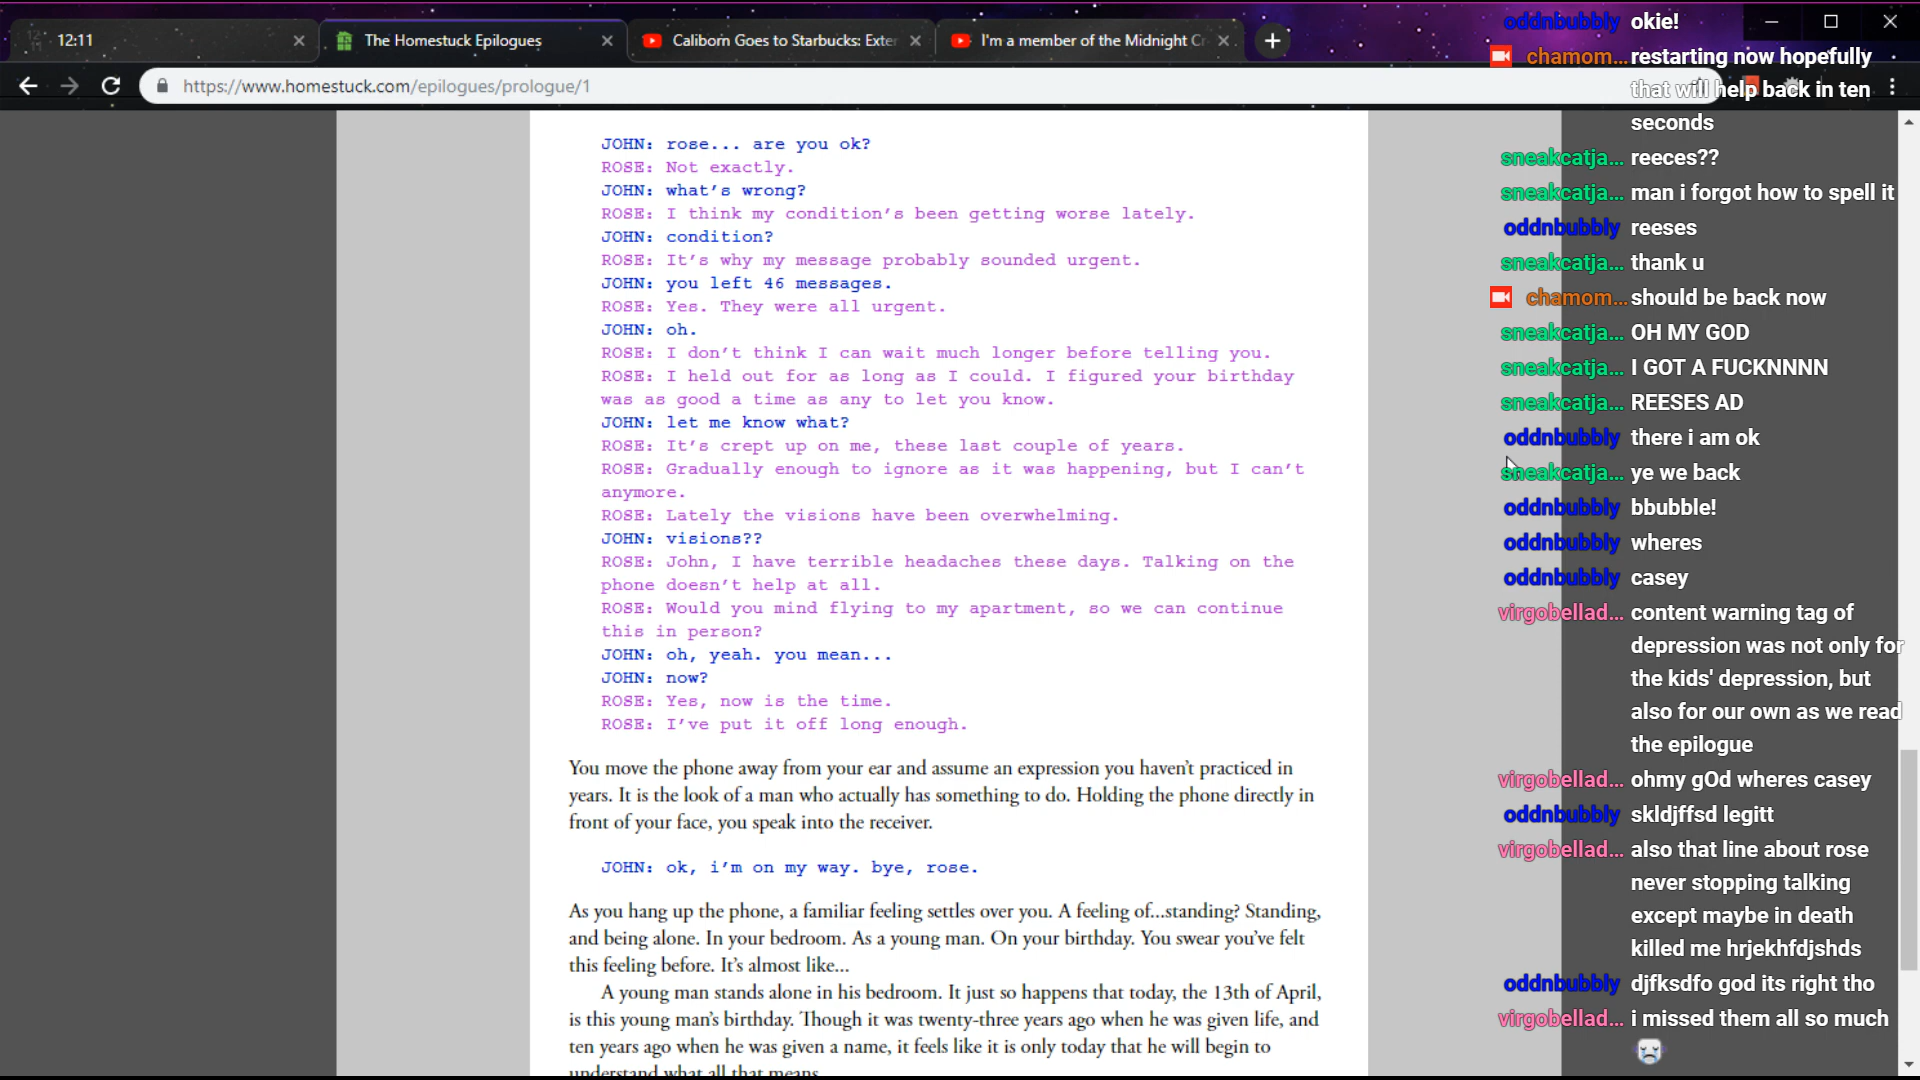 12:11
The Homestuck Epilogues
Caliborn Goes to Starbucks: Exter
I'm a member of the Midnight Cr
https://www.homestuck.com/epilogues/prologue/1
JOHN: rose... are you ok?
ROSE: Not exactly.
JOHN: what's wrong?
ROSE: I think my condition's been getting worse lately.
JOHN: condition?
ROSE: It's why my message probably sounded urgent.
JOHN: you left 46 messages.
ROSE: Yes. They were all urgent.
JOHN: oh.
ROSE: I don't think I can wait much longer before telling you.
ROSE: I held out for as long as I could. I figured your birthday
was as good a time as any to let you know.
JOHN: let me know what?
ROSE: It's crept up on me, these last couple of years.
ROSE: Gradually enough to ignore as it was happening, but I can't
anymore.
ROSE: Lately the visions have been overwhelming.
JOHN: visions??
ROSE: John, I have terrible headaches these days. Talking on the
phone doesn't help at all.
ROSE: Would you mind flying to my apartment, so we can continue
this in person?
JOHN: oh, yeah. you mean...
JOHN: now?
ROSE: Yes, now is the time.
ROSE: I've put it off long enough.
You move the phone away from your ear and assume an expression you haven't practiced in
years. It is the look of a man who actually has something to do. Holding the phone directly in
front of your face, you speak into the receiver.
JOHN: ok, i'm on my way. bye, rose.
As you hang up the phone, a familiar feeling settles over you. A feeling of...standing? Standing,
and being alone. In your bedroom. As a young man. On your birthday. You swear you've felt
this feeling before. It's almost like...
A young man stands alone in his bedroom. It just so happens that today, the 13th of April,
is this young man's birthday. Though it was twenty-three years ago when he was given life, and
ten years ago when he was given a name, it feels like it is only today that he will begin to
understand what all that means.
oddnbubbly okie!
chamom... restarting now hopefully
that will help back in ten
seconds
sneakcatja... reeces??
sneakcatja... man i forgot how to spell it
oddnbubbly reeses
sneakcatja... thank u
chamom... should be back now
sneakcatja... OH MY GOD
sneakcatja... I GOT A FUCKNNNN
sneakcatja... REESES AD
oddnbubbly there i am ok
sneakcatja... ye we back
oddnbubbly bbubble!
oddnbubbly wheres
oddnbubbly casey
virgobellad... content warning tag of
depression was not only for
the kids' depression, but
also for our own as we read
the epilogue
virgobellad... ohmy gOd wheres casey
oddnbubbly skldjffsd legitt
virgobellad... also that line about rose
never stopping talking
except maybe in death
killed me hrjekhfdjshds
oddnbubbly djfksdfo god its right tho
virgobellad... i missed them all so much